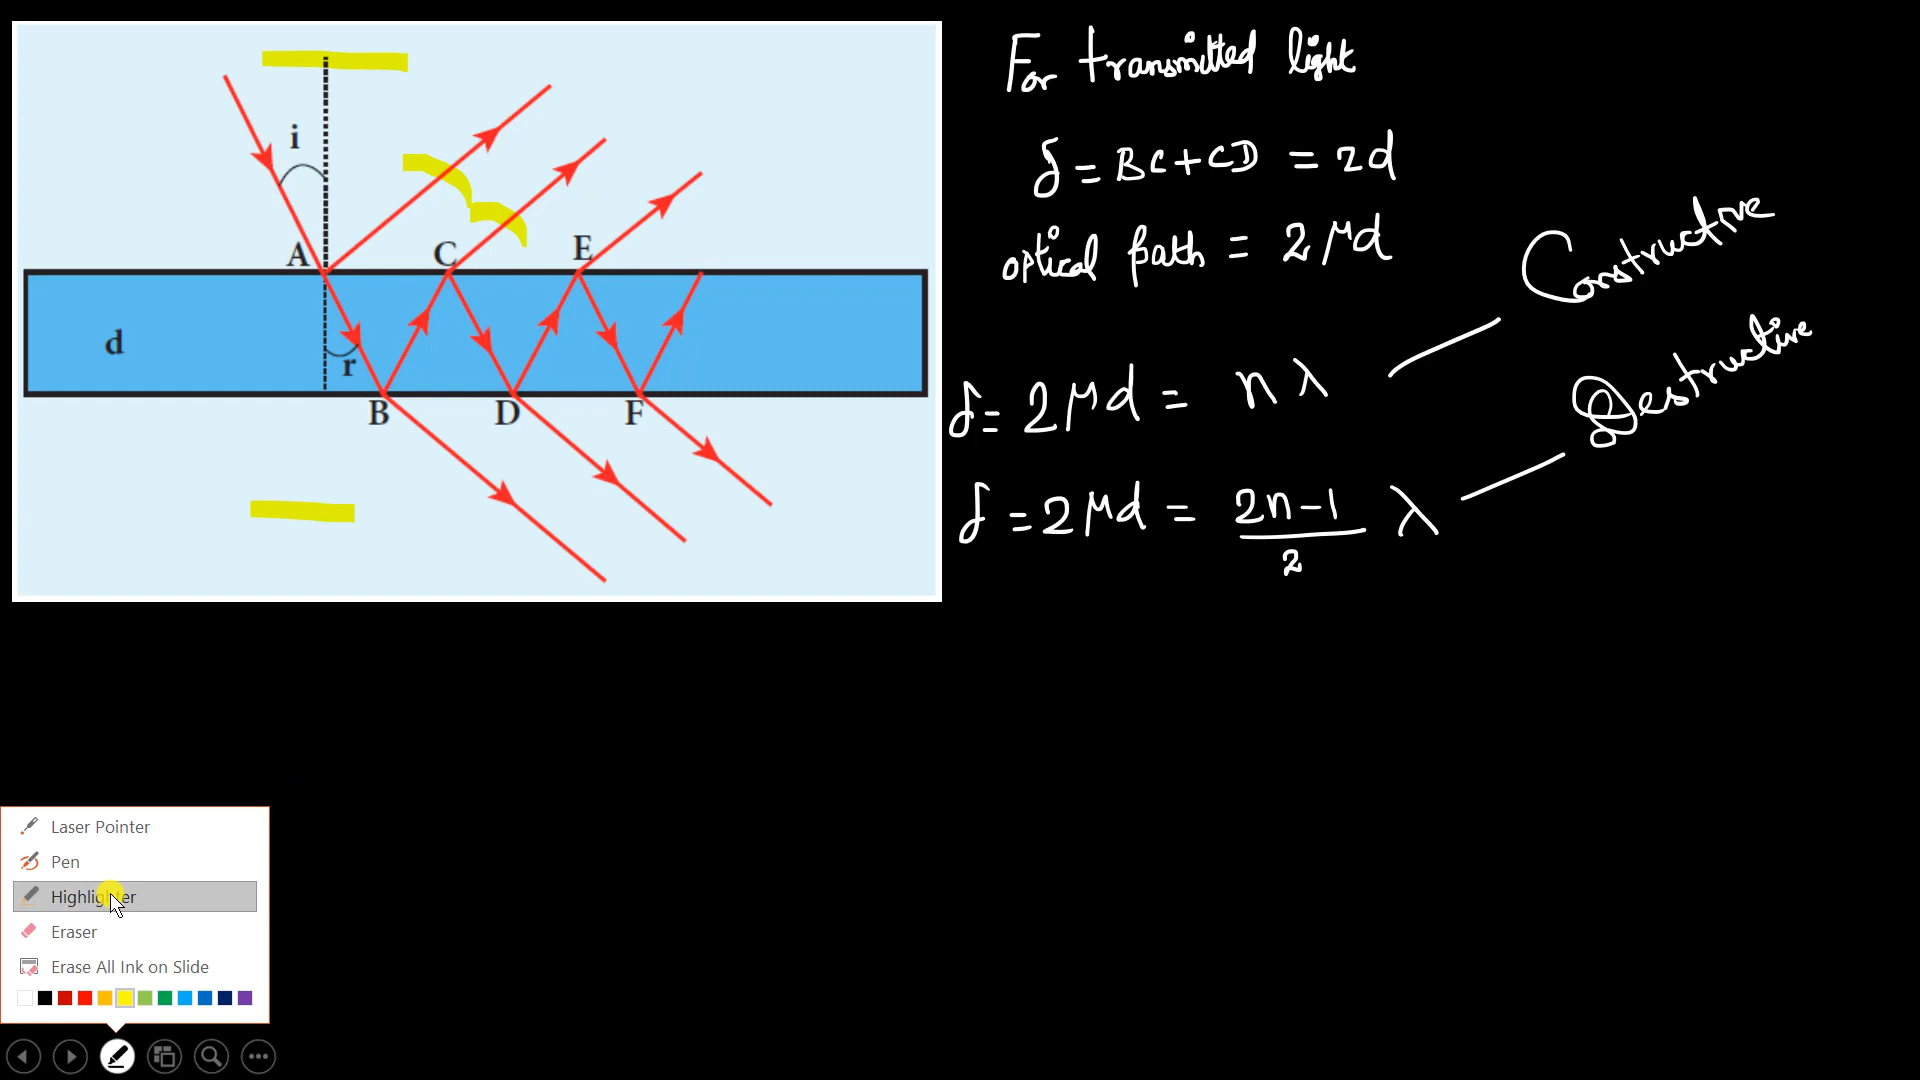 i
A
C
E
d
r
B
D
F
For transmitted light
δ = BC + CD = 2d
optical path = 2μd
δ = 2μd = nλ
Constructive
δ = 2μd = 2n-1/2 λ
Destructive
Laser Pointer
Pen
Highlighter
Eraser
Erase All Ink on Slide